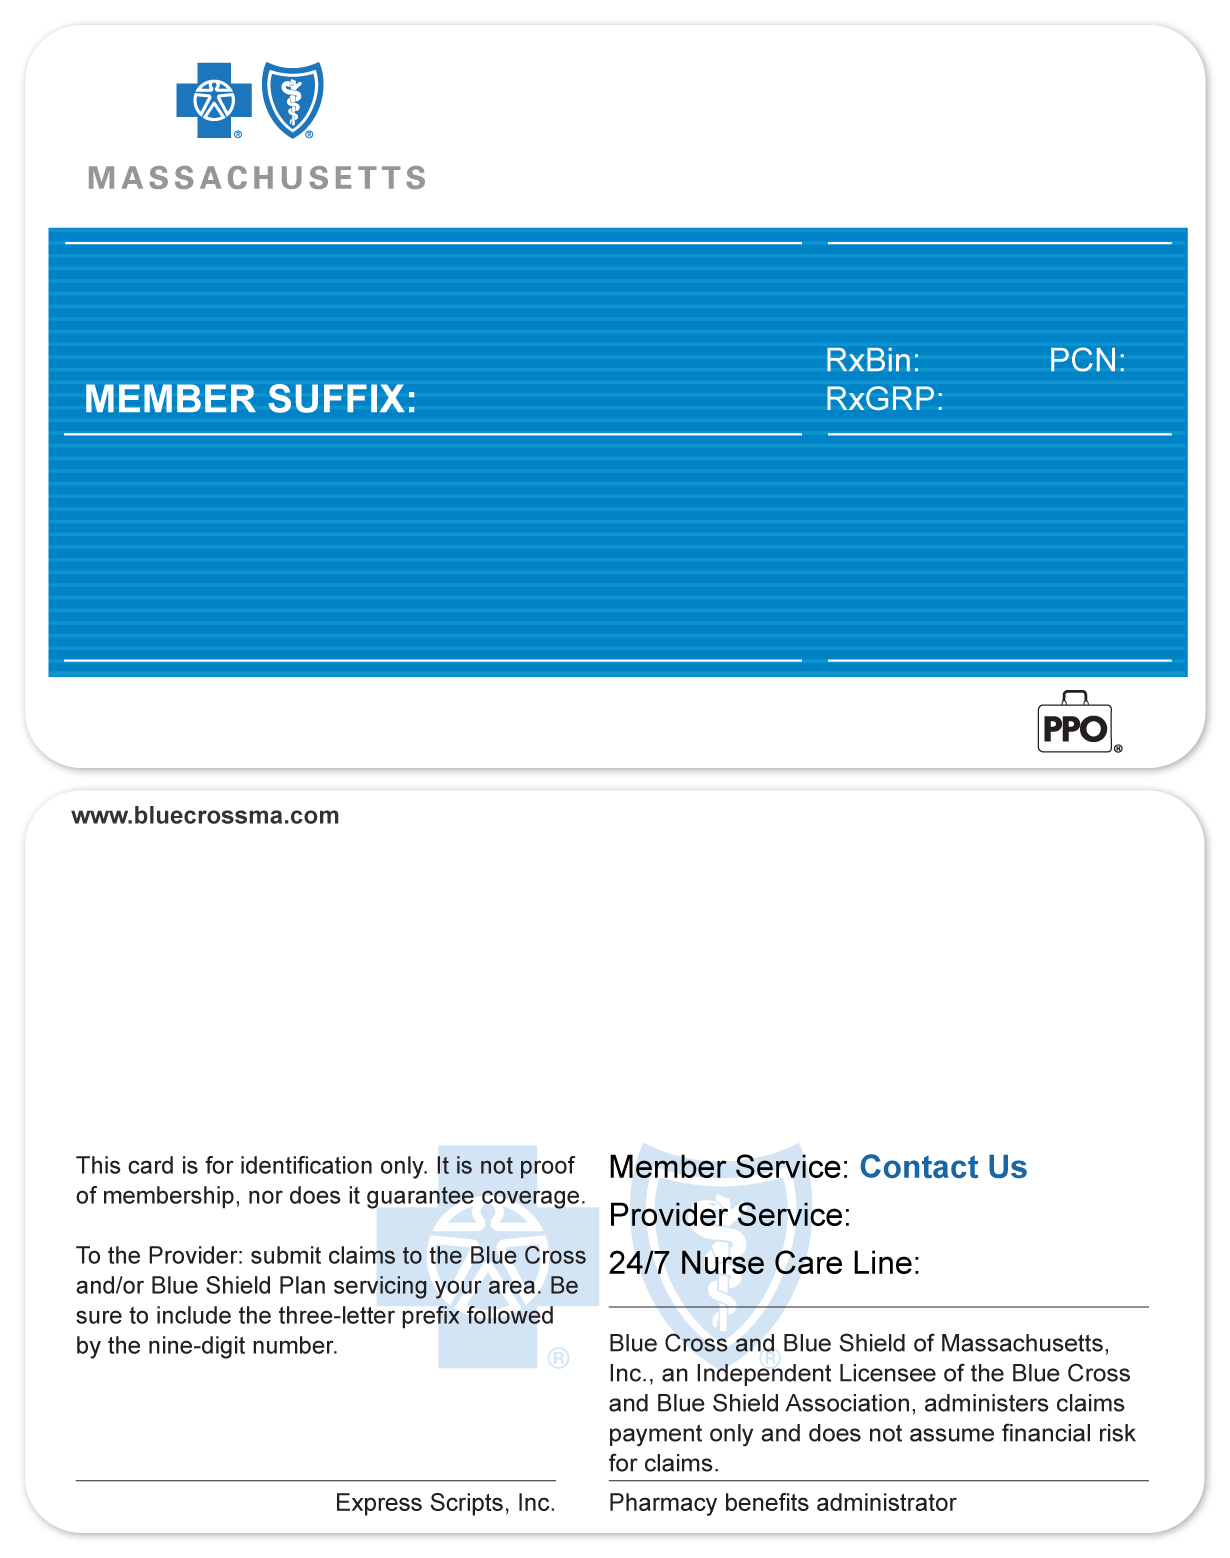 MASSACHUSETTS
RxBin: PCN:
MEMBER SUFFIX: RxGRP:
PPO®
www.bluecrossma.com
This card is for identification only. It is not proof
of membership, nor does it guarantee coverage.
To the Provider: submit claims to the Blue Cross
and/or Blue Shield Plan servicing your area. Be
sure to include the three-letter prefix followed
by the nine-digit number.
Member Service: Contact Us
Provider Service:
24/7 Nurse Care Line:
Blue Cross and Blue Shield of Massachusetts,
Inc., an Independent Licensee of the Blue Cross
and Blue Shield Association, administers claims
payment only and does not assume financial risk
for claims.
Express Scripts, Inc. Pharmacy benefits administrator